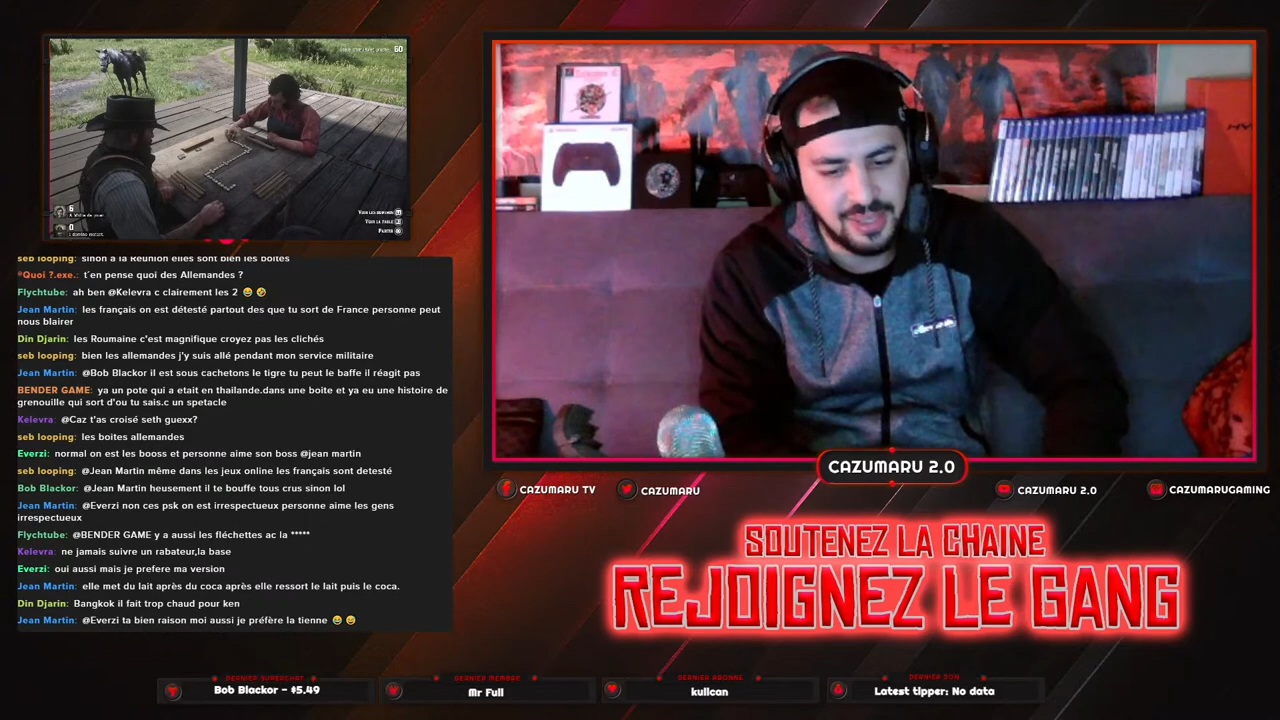 60
5
0
PARTIR
seb looping: sinon a la Réunion elles sont bien les boites
°Quoi ?.exe.: t'en pense quoi des Allemandes ?
Flychtube: ah ben @Kelevra c clairement les 2 😂 🤣
Jean Martin: les français on est détesté partout des que tu sort de France personne peut
nous blairer
Din Djarin: les Roumaine c'est magnifique croyez pas les clichés
seb looping: bien les allemandes j'y suis allé pendant mon service militaire
Jean Martin: @Bob Blackor il est sous cachetons le tigre tu peut le baffe il réagit pas
BENDER GAME: ya un pote qui a etait en thailande.dans une boite et ya eu une histoire de
grenouille qui sort d'ou tu sais.c un spetacle
Kelevra: @Caz t'as croisé seth guexx?
seb looping: les boites allemandes
Everzi: normal on est les booss et personne aime son boss @jean martin
seb looping: @Jean Martin même dans les jeux online les français sont detesté
Bob Blackor: @Jean Martin heusement il te bouffe tous crus sinon lol
Jean Martin: @Everzi non ces psk on est irrespectueux personne aime les gens
irrespectueux
Flychtube: @BENDER GAME y a aussi les fléchettes ac la *****
Kelevra: ne jamais suivre un rabateur,la base
Everzi: oui aussi mais je prefere ma version
Jean Martin: elle met du lait après du coca après elle ressort le lait puis le coca.
Din Djarin: Bangkok il fait trop chaud pour ken
Jean Martin: @Everzi ta bien raison moi aussi je préfère la tienne 😂 😅
CAZUMARU 2.0
CAZUMARU TV
CAZUMARU
CAZUMARU 2.0
CAZUMARUGAMING
SOUTENEZ LA CHAINE
REJOIGNEZ LE GANG
DERNIER SUPERCHAT
Bob Blackor - $5.49
DERNIER MEMBRE
Mr Full
DERNIER ABONNE
kulican
DERNIER DON
Latest tipper: No data